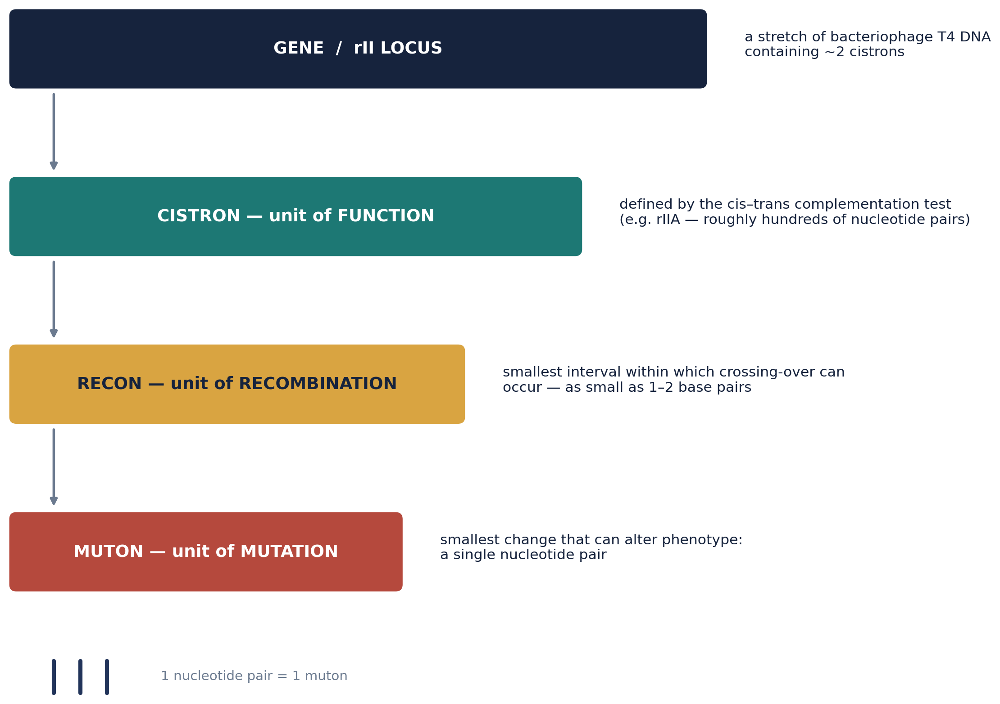 GENE / rII LOCUS
a stretch of bacteriophage T4 DNA
containing ~2 cistrons
CISTRON — unit of FUNCTION
defined by the cis–trans complementation test
(e.g. rIIA — roughly hundreds of nucleotide pairs)
RECON — unit of RECOMBINATION
smallest interval within which crossing-over can
occur — as small as 1–2 base pairs
MUTON — unit of MUTATION
smallest change that can alter phenotype:
a single nucleotide pair
1 nucleotide pair = 1 muton